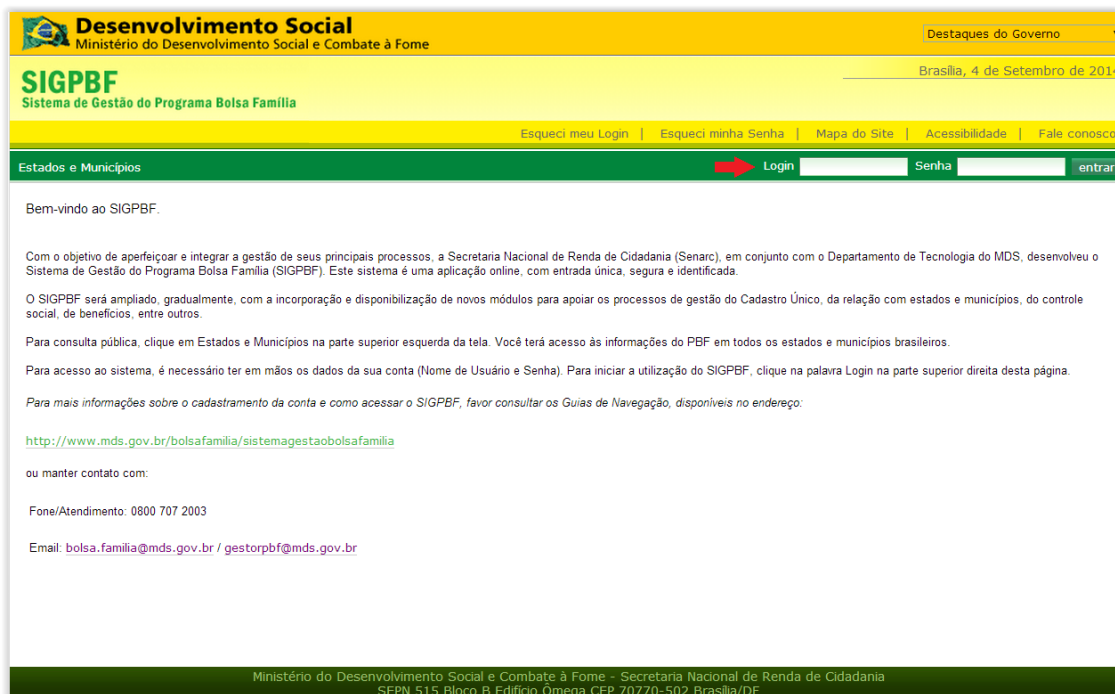 Desenvolvimento Social
Ministério do Desenvolvimento Social e Combate à Fome
Destaques do Governo
SIGPBF
Sistema de Gestão do Programa Bolsa Família
Brasília, 4 de Setembro de 2014
Esqueci meu Login | Esqueci minha Senha | Mapa do Site | Acessibilidade | Fale conosco
Estados e Municípios
Login
Senha
entrar
Bem-vindo ao SIGPBF.
Com o objetivo de aperfeiçoar e integrar a gestão de seus principais processos, a Secretaria Nacional de Renda de Cidadania (Senarc), em conjunto com o Departamento de Tecnologia do MDS, desenvolveu o
Sistema de Gestão do Programa Bolsa Família (SIGPBF). Este sistema é uma aplicação online, com entrada única, segura e identificada.
O SIGPBF será ampliado, gradualmente, com a incorporação e disponibilização de novos módulos para apoiar os processos de gestão do Cadastro Único, da relação com estados e municípios, do controle
social, de benefícios, entre outros.
Para consulta pública, clique em Estados e Municípios na parte superior esquerda da tela. Você terá acesso às informações do PBF em todos os estados e municípios brasileiros.
Para acesso ao sistema, é necessário ter em mãos os dados da sua conta (Nome de Usuário e Senha). Para iniciar a utilização do SIGPBF, clique na palavra Login na parte superior direita desta página.
Para mais informações sobre o cadastramento da conta e como acessar o SIGPBF, favor consultar os Guias de Navegação, disponíveis no endereço:
http://www.mds.gov.br/bolsafamilia/sistemagestaobolsafamilia
ou manter contato com:
Fone/Atendimento: 0800 707 2003
Email: bolsa.familia@mds.gov.br / gestorpbf@mds.gov.br
Ministério do Desenvolvimento Social e Combate à Fome - Secretaria Nacional de Renda de Cidadania
SEPN 515 Bloco B Edifício Ômega CEP 70770-502 Brasília/DF